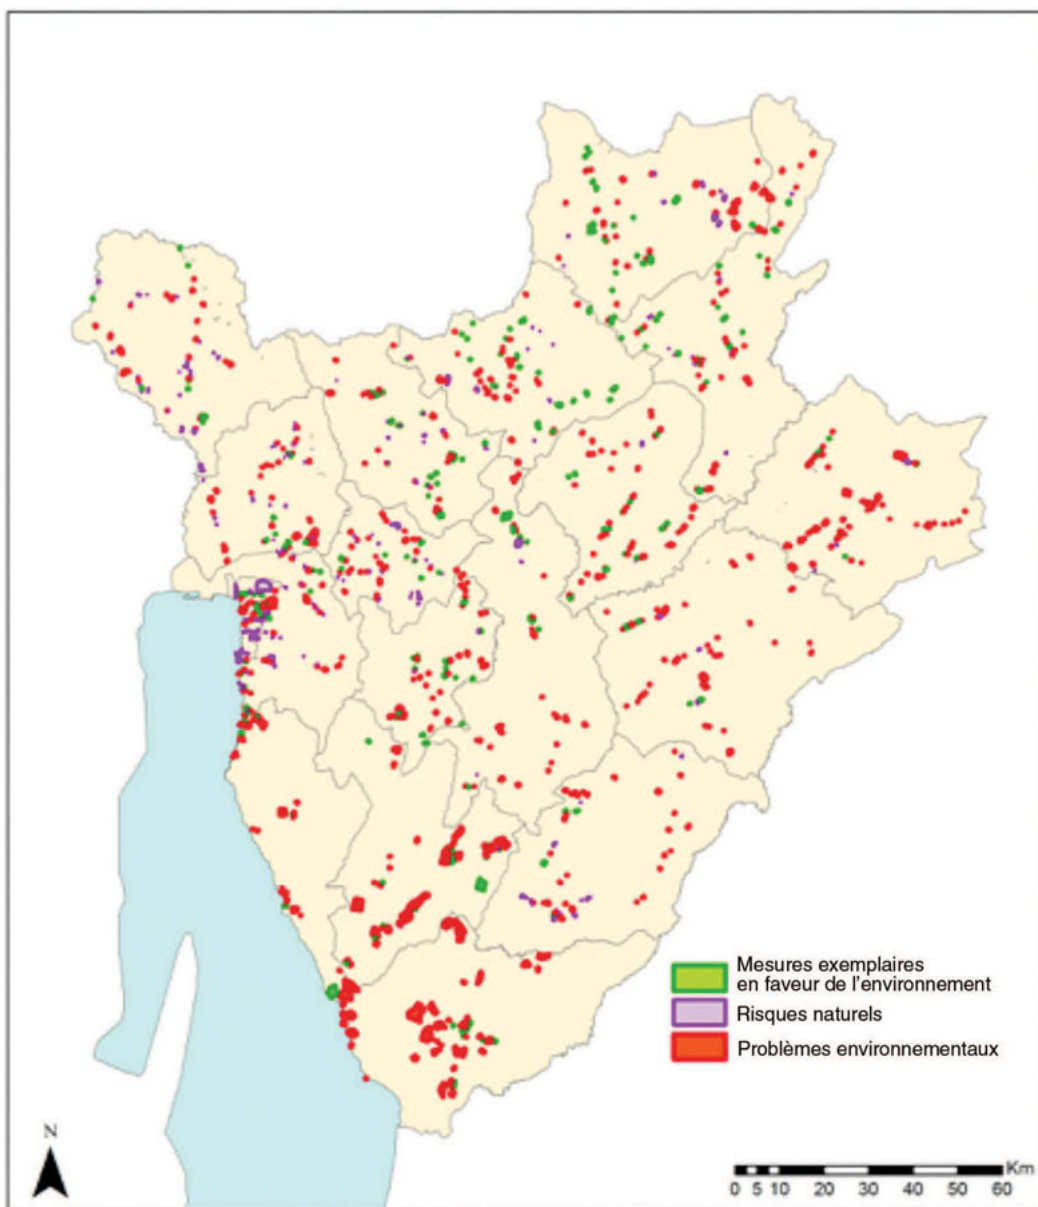 Mesures exemplaires
en faveur de l'environnement
Risques naturels
Problèmes environnementaux
N
Km
0 5 10 20 30 40 50 60